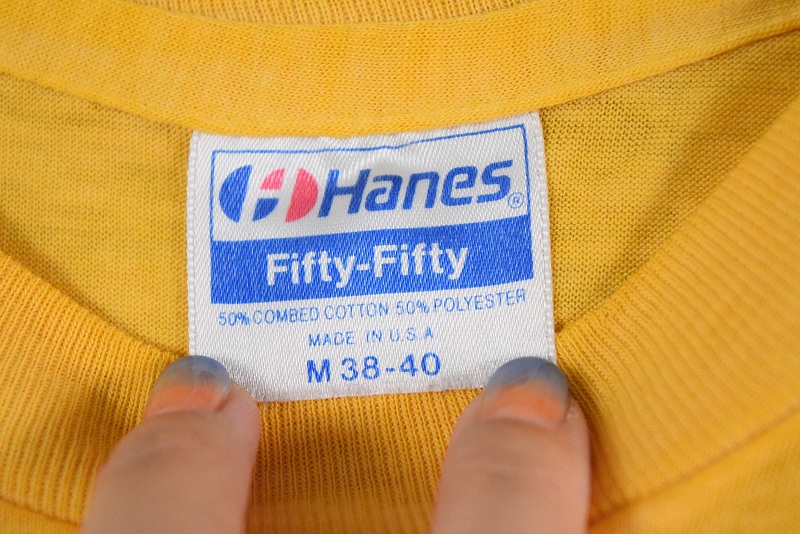 Hanes®
Fifty-Fifty
50% COMBED COTTON 50% POLYESTER
MADE IN U.S.A
M 38-40